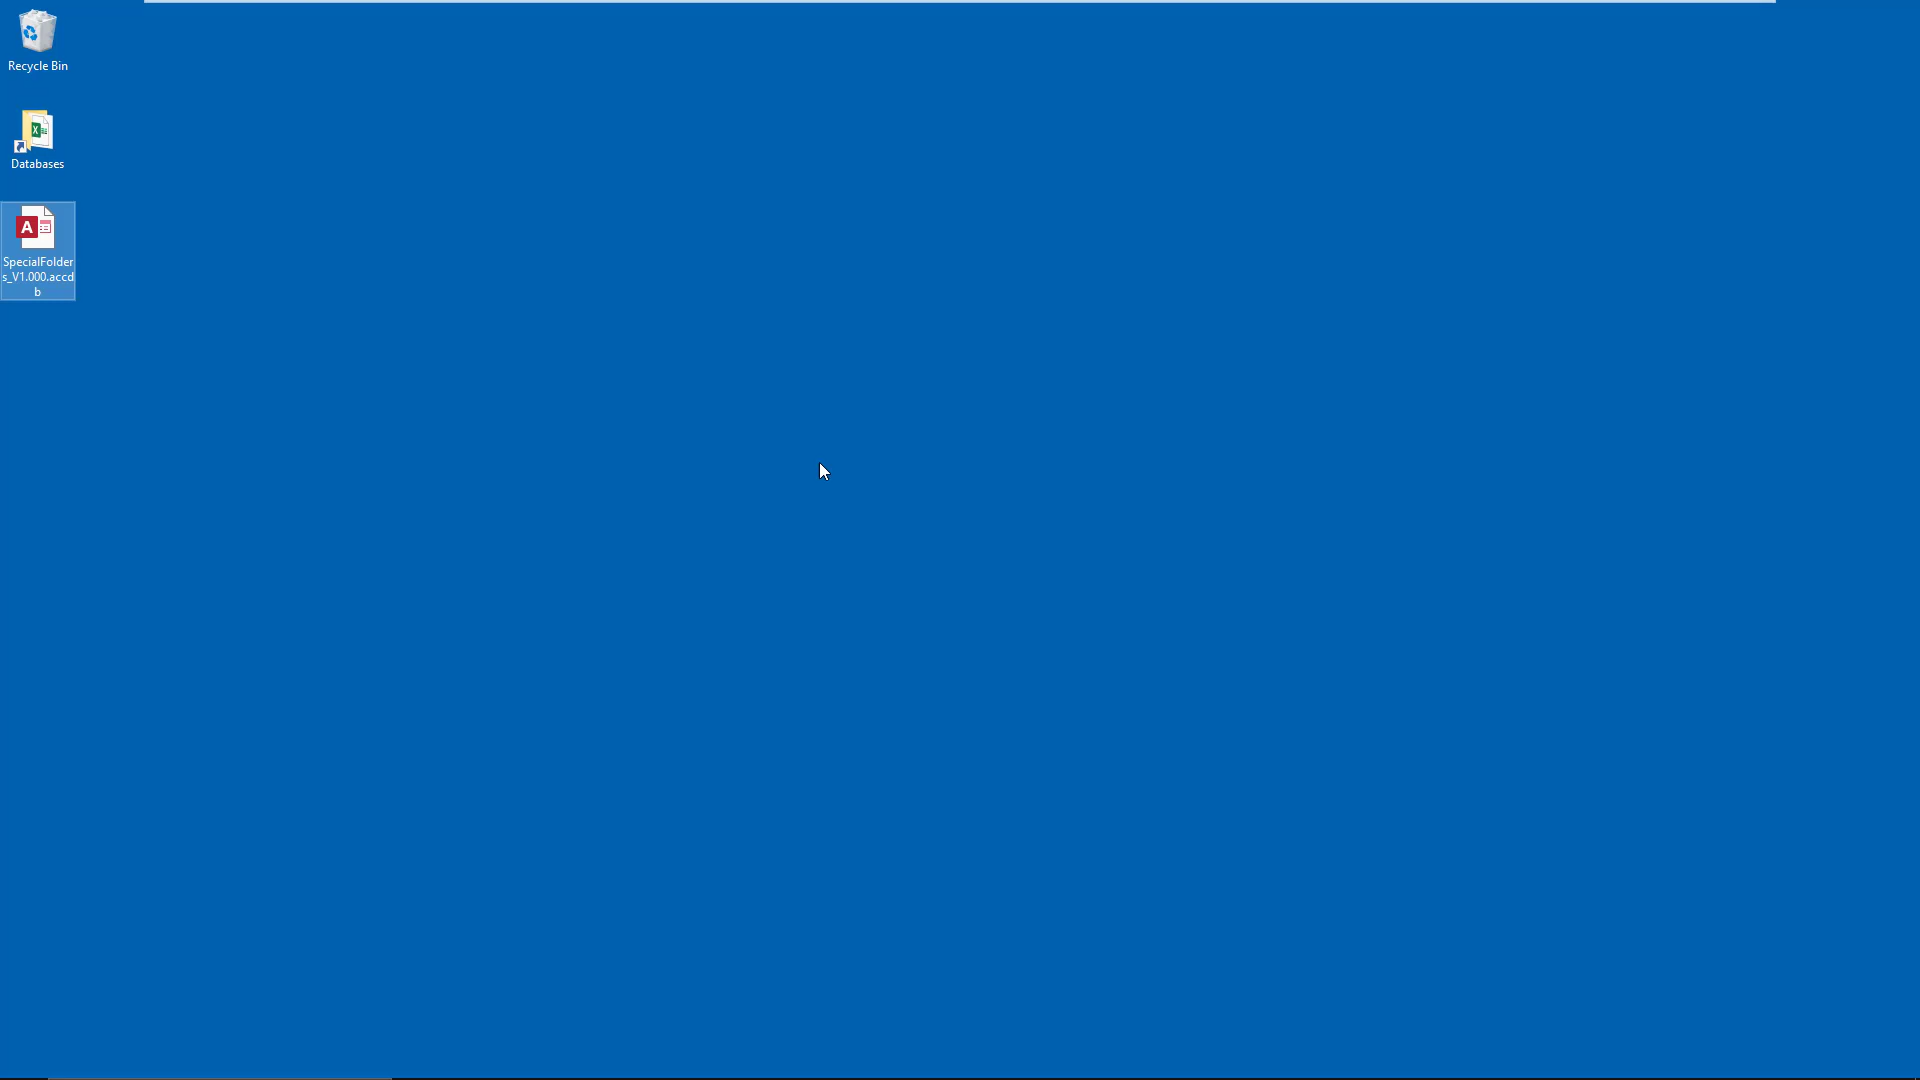 Recycle Bin
Databases
A
SpecialFolder
s_V1.000.accd
b